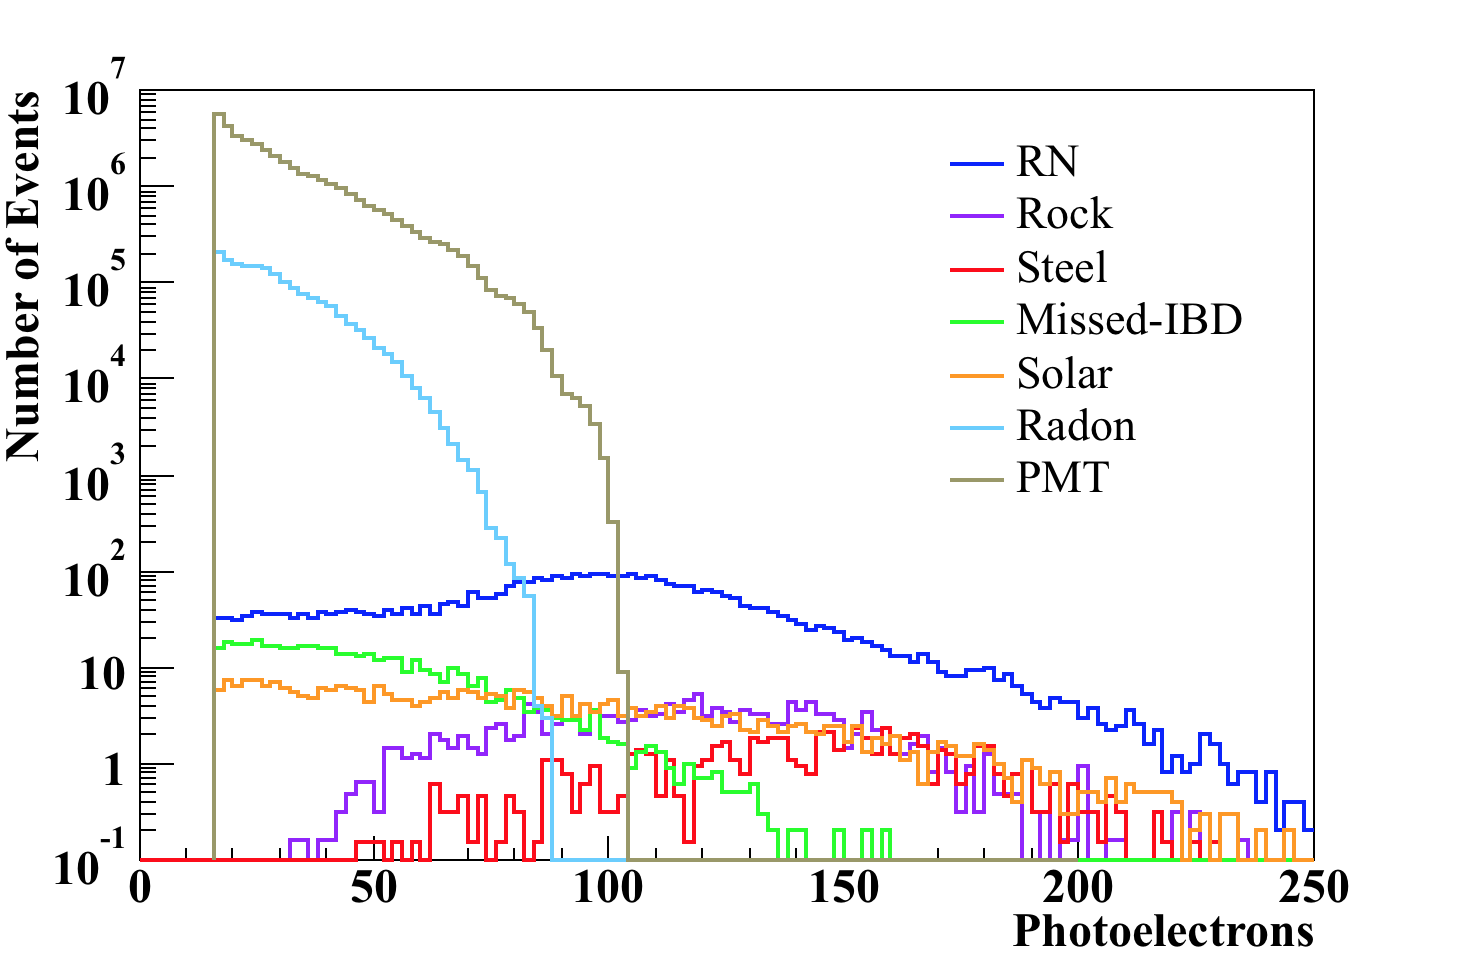 Number of Events
10^7
10^6
10^5
10^4
10^3
10^2
10
1
10^-1
RN
Rock
Steel
Missed-IBD
Solar
Radon
PMT
0 50 100 150 200 250
Photoelectrons